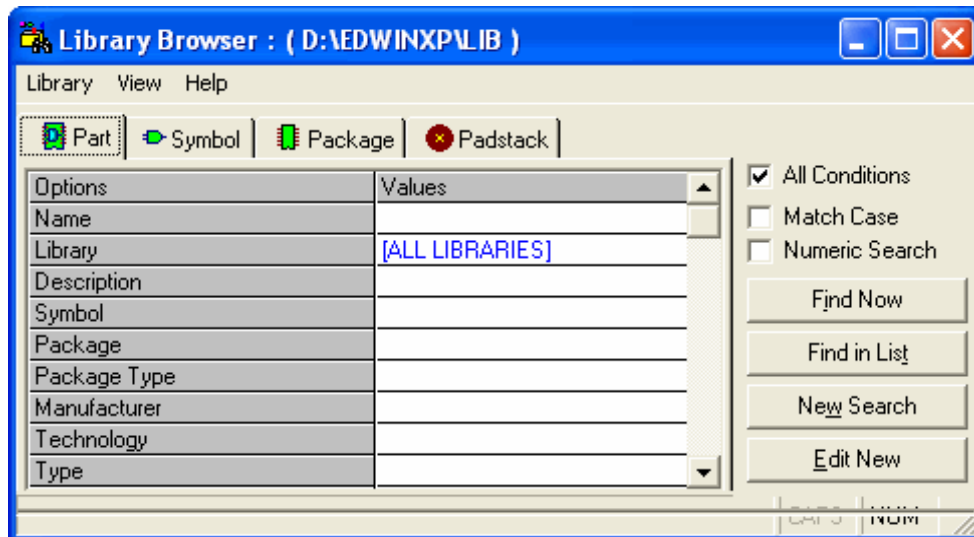 Library Browser : ( D:\EDWINXP\LIB )
Library View Help
Part Symbol Package Padstack
Options Values
Name
Library [ALL LIBRARIES]
Description
Symbol
Package
Package Type
Manufacturer
Technology
Type
All Conditions
Match Case
Numeric Search
Find Now
Find in List
New Search
Edit New
CAPS NUM